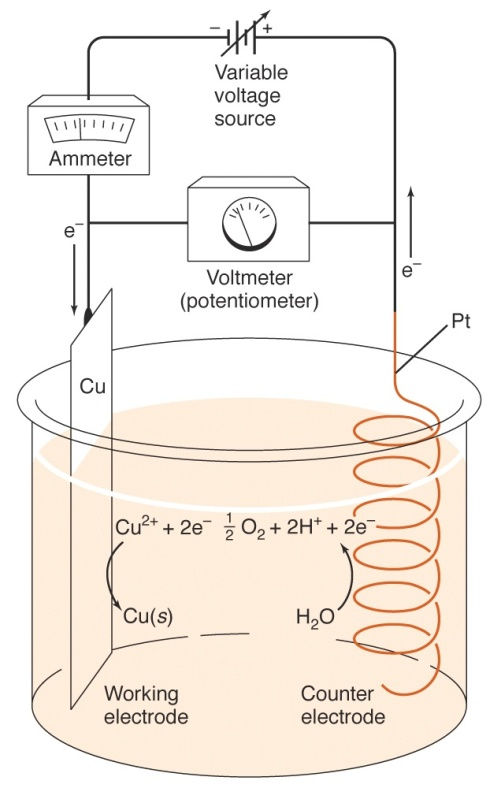 − +
Variable
voltage
source
Ammeter
e⁻
Voltmeter
(potentiometer)
e⁻
Pt
Cu
Cu²⁺ + 2e⁻ ½ O₂ + 2H⁺ + 2e⁻
Cu(s) H₂O
Working
electrode
Counter
electrode